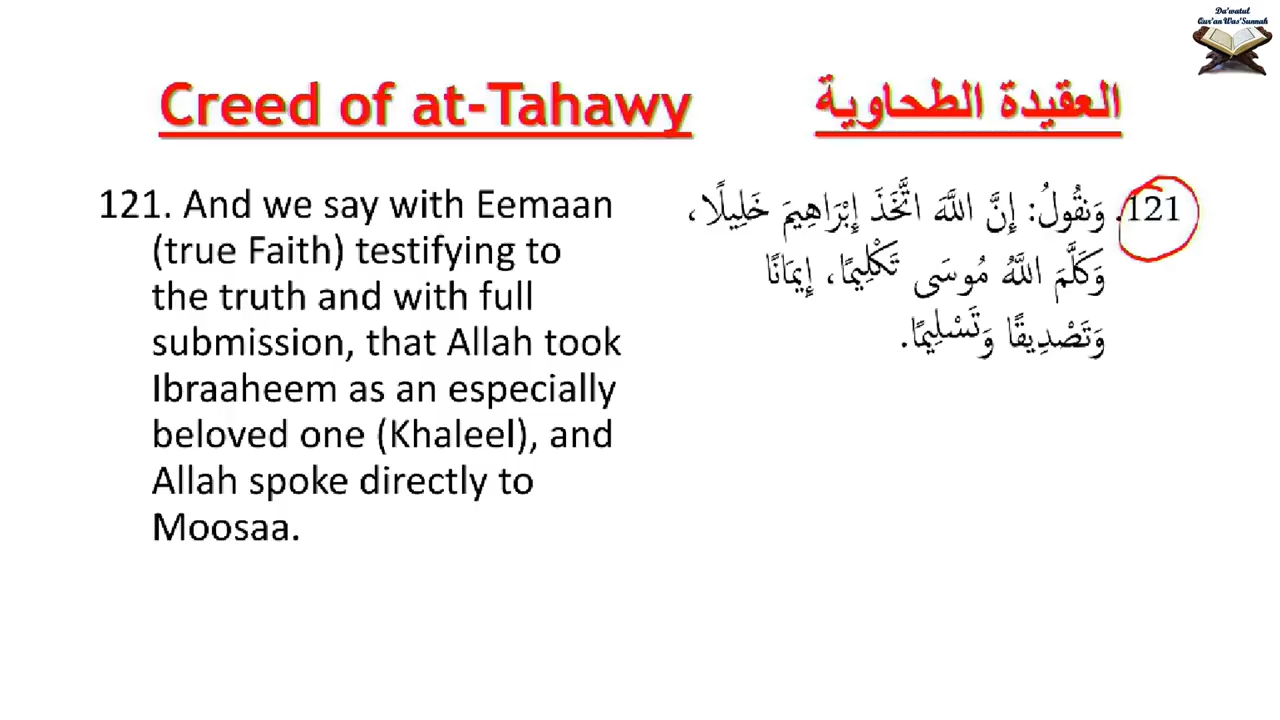 Da'watul
Qur'an Was'Sunnah
Creed of at-Tahawy
العقيدة الطحاوية
121. And we say with Eemaan
(true Faith) testifying to
the truth and with full
submission, that Allah took
Ibraaheem as an especially
beloved one (Khaleel), and
Allah spoke directly to
Moosaa.
121. وَنَقُولُ: إِنَّ اللَّهَ اتَّخَذَ إِبْرَاهِيمَ خَلِيلًا،
وَكَلَّمَ اللَّهُ مُوسَى تَكْلِيمًا، إِيمَانًا
وَتَصْدِيقًا وَتَسْلِيمًا.